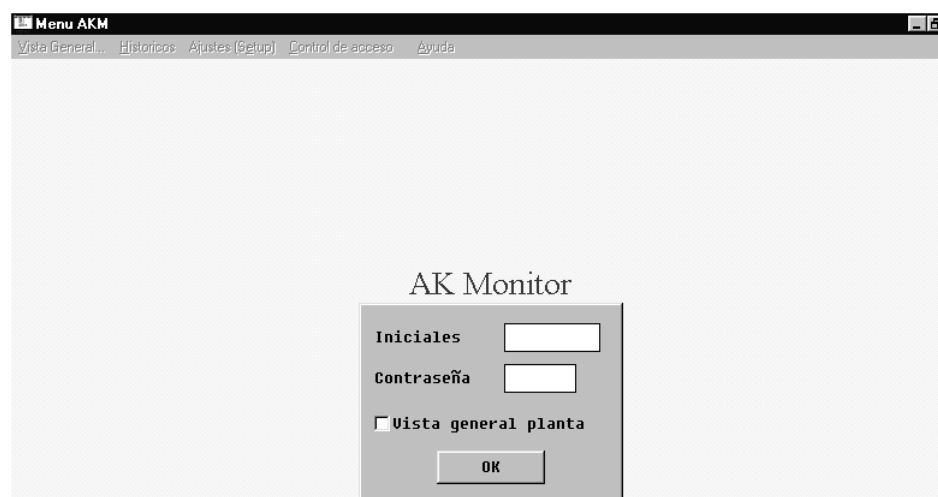 Menu AKM
Vista General... Historicos Ajustes (Setup) Control de acceso Ayuda
AK Monitor
Iniciales
Contraseña
Vista general planta
OK